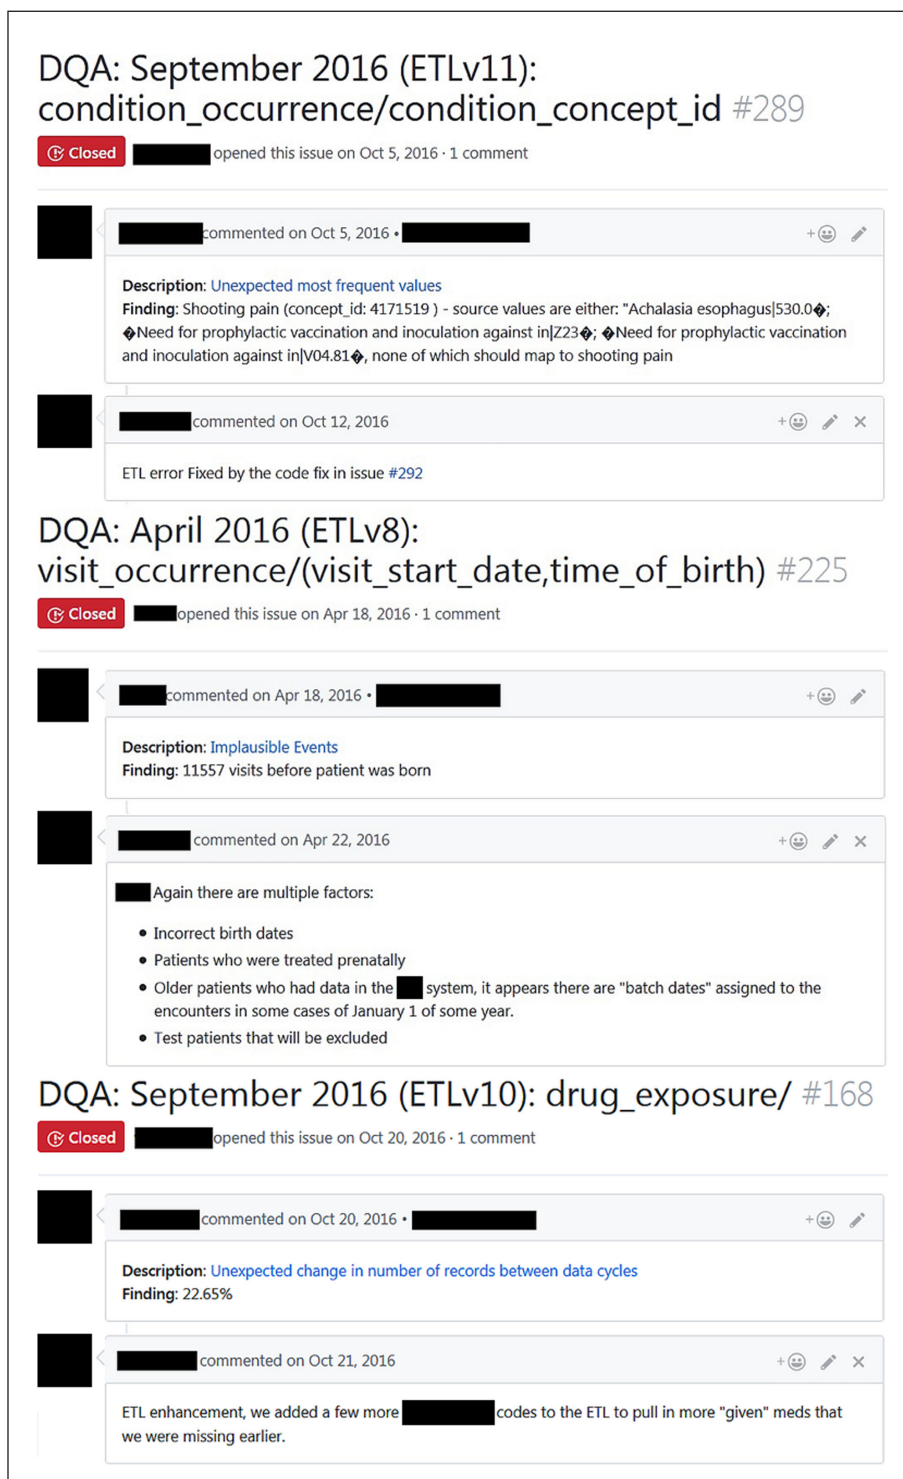 DQA: September 2016 (ETLv11):
condition_occurrence/condition_concept_id #289
Closed opened this issue on Oct 5, 2016 · 1 comment
commented on Oct 5, 2016 •
Description: Unexpected most frequent values
Finding: Shooting pain (concept_id: 4171519 ) - source values are either: "Achalasia esophagus|530.0�;
�Need for prophylactic vaccination and inoculation against in|Z23�; �Need for prophylactic vaccination
and inoculation against in|V04.81�, none of which should map to shooting pain
commented on Oct 12, 2016
ETL error Fixed by the code fix in issue #292
DQA: April 2016 (ETLv8):
visit_occurrence/(visit_start_date,time_of_birth) #225
Closed opened this issue on Apr 18, 2016 · 1 comment
commented on Apr 18, 2016 •
Description: Implausible Events
Finding: 11557 visits before patient was born
commented on Apr 22, 2016
Again there are multiple factors:
• Incorrect birth dates
• Patients who were treated prenatally
• Older patients who had data in the system, it appears there are "batch dates" assigned to the
encounters in some cases of January 1 of some year.
• Test patients that will be excluded
DQA: September 2016 (ETLv10): drug_exposure/ #168
Closed opened this issue on Oct 20, 2016 · 1 comment
commented on Oct 20, 2016 •
Description: Unexpected change in number of records between data cycles
Finding: 22.65%
commented on Oct 21, 2016
ETL enhancement, we added a few more codes to the ETL to pull in more "given" meds that
we were missing earlier.